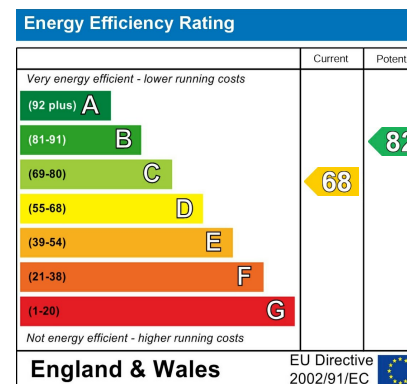 Energy Efficiency Rating
Current Potent
Very energy efficient - lower running costs
(92 plus) A
(81-91) B
(69-80) C
(55-68) D
(39-54) E
(21-38) F
(1-20) G
68
82
Not energy efficient - higher running costs
England & Wales
EU Directive
2002/91/EC